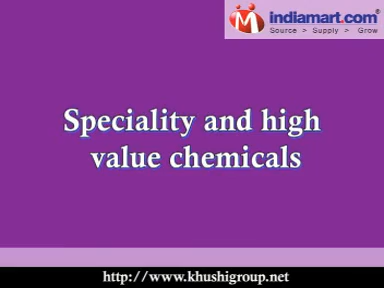 indiamart.com®
Source > Supply > Grow
Speciality and high
value chemicals
http://www.khushigroup.net